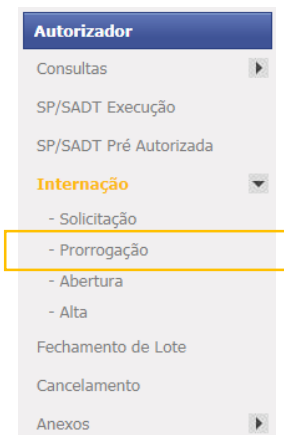 Autorizador
Consultas
SP/SADT Execução
SP/SADT Pré Autorizada
Internação
- Solicitação
- Prorrogação
- Abertura
- Alta
Fechamento de Lote
Cancelamento
Anexos